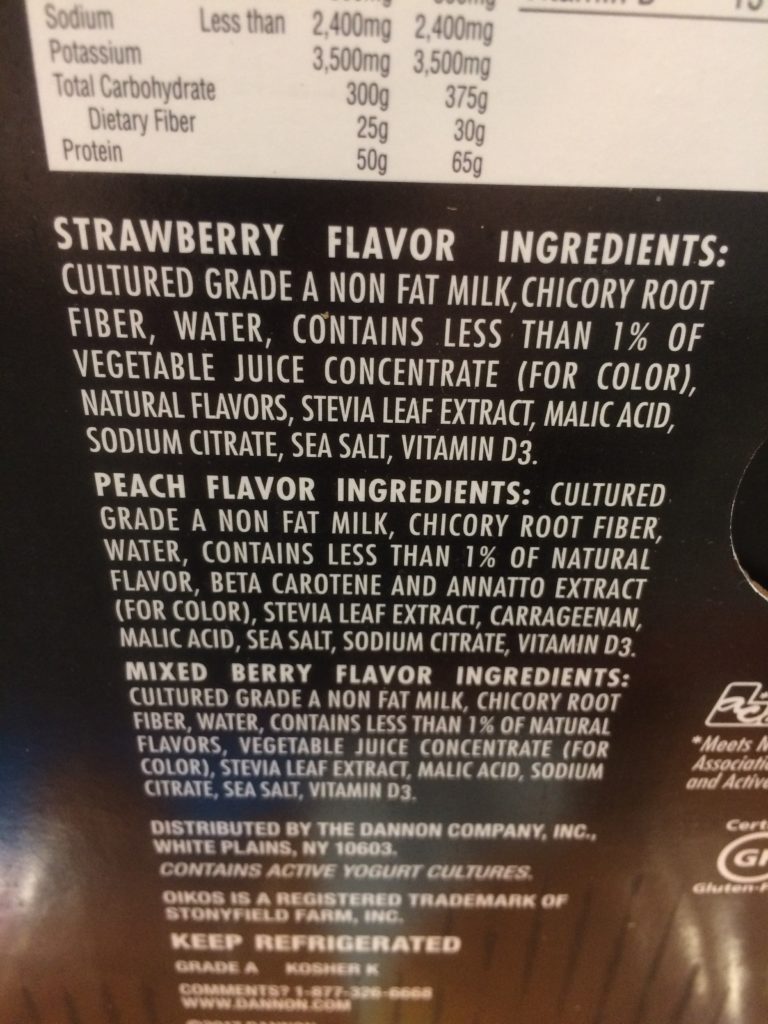 Sodium Less than 2,400mg 2,400mg
Potassium 3,500mg 3,500mg
Total Carbohydrate 300g 375g
Dietary Fiber 25g 30g
Protein 50g 65g
STRAWBERRY FLAVOR INGREDIENTS:
CULTURED GRADE A NON FAT MILK, CHICORY ROOT
FIBER, WATER, CONTAINS LESS THAN 1% OF
VEGETABLE JUICE CONCENTRATE (FOR COLOR),
NATURAL FLAVORS, STEVIA LEAF EXTRACT, MALIC ACID,
SODIUM CITRATE, SEA SALT, VITAMIN D3.
PEACH FLAVOR INGREDIENTS: CULTURED
GRADE A NON FAT MILK, CHICORY ROOT FIBER,
WATER, CONTAINS LESS THAN 1% OF NATURAL
FLAVOR, BETA CAROTENE AND ANNATTO EXTRACT
(FOR COLOR), STEVIA LEAF EXTRACT, CARRAGEENAN,
MALIC ACID, SEA SALT, SODIUM CITRATE, VITAMIN D3.
MIXED BERRY FLAVOR INGREDIENTS:
CULTURED GRADE A NON FAT MILK, CHICORY ROOT
FIBER, WATER, CONTAINS LESS THAN 1% OF NATURAL
FLAVORS, VEGETABLE JUICE CONCENTRATE (FOR
COLOR), STEVIA LEAF EXTRACT, MALIC ACID, SODIUM
CITRATE, SEA SALT, VITAMIN D3.
DISTRIBUTED BY THE DANNON COMPANY, INC.,
WHITE PLAINS, NY 10603.
CONTAINS ACTIVE YOGURT CULTURES.
OIKOS IS A REGISTERED TRADEMARK OF
STONYFIELD FARM, INC.
KEEP REFRIGERATED
GRADE A KOSHER K
COMMENTS? 1-877-326-6668
WWW.DANNON.COM
*Meets
and Active